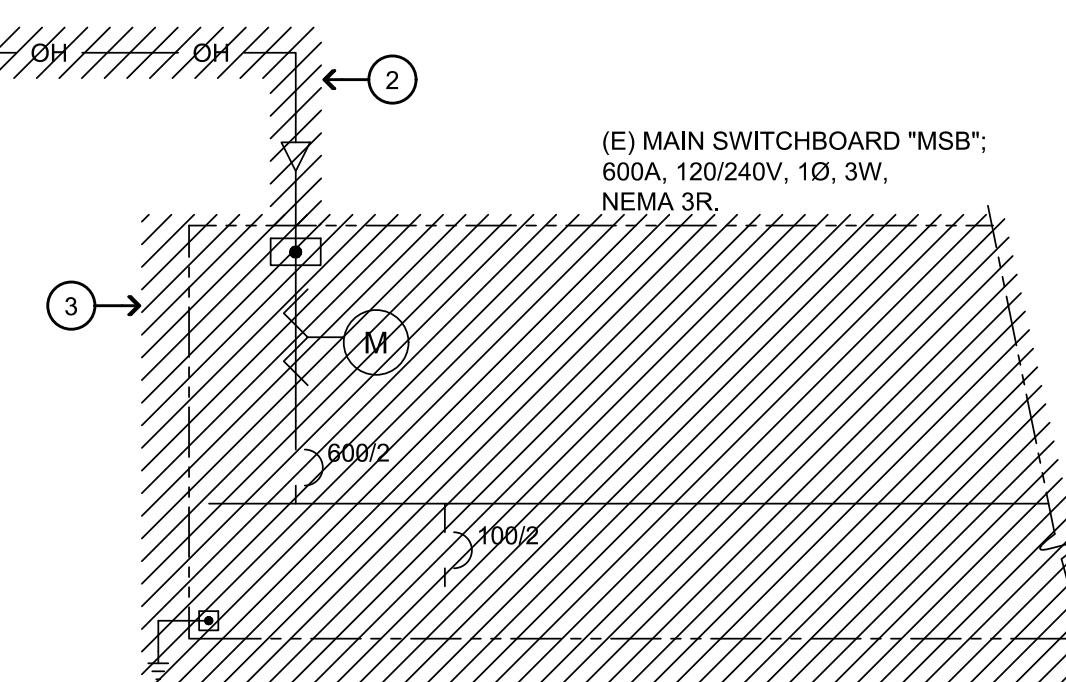 OH OH
2
(E) MAIN SWITCHBOARD "MSB";
600A, 120/240V, 1Ø, 3W,
NEMA 3R.
3
M
600/2
100/2